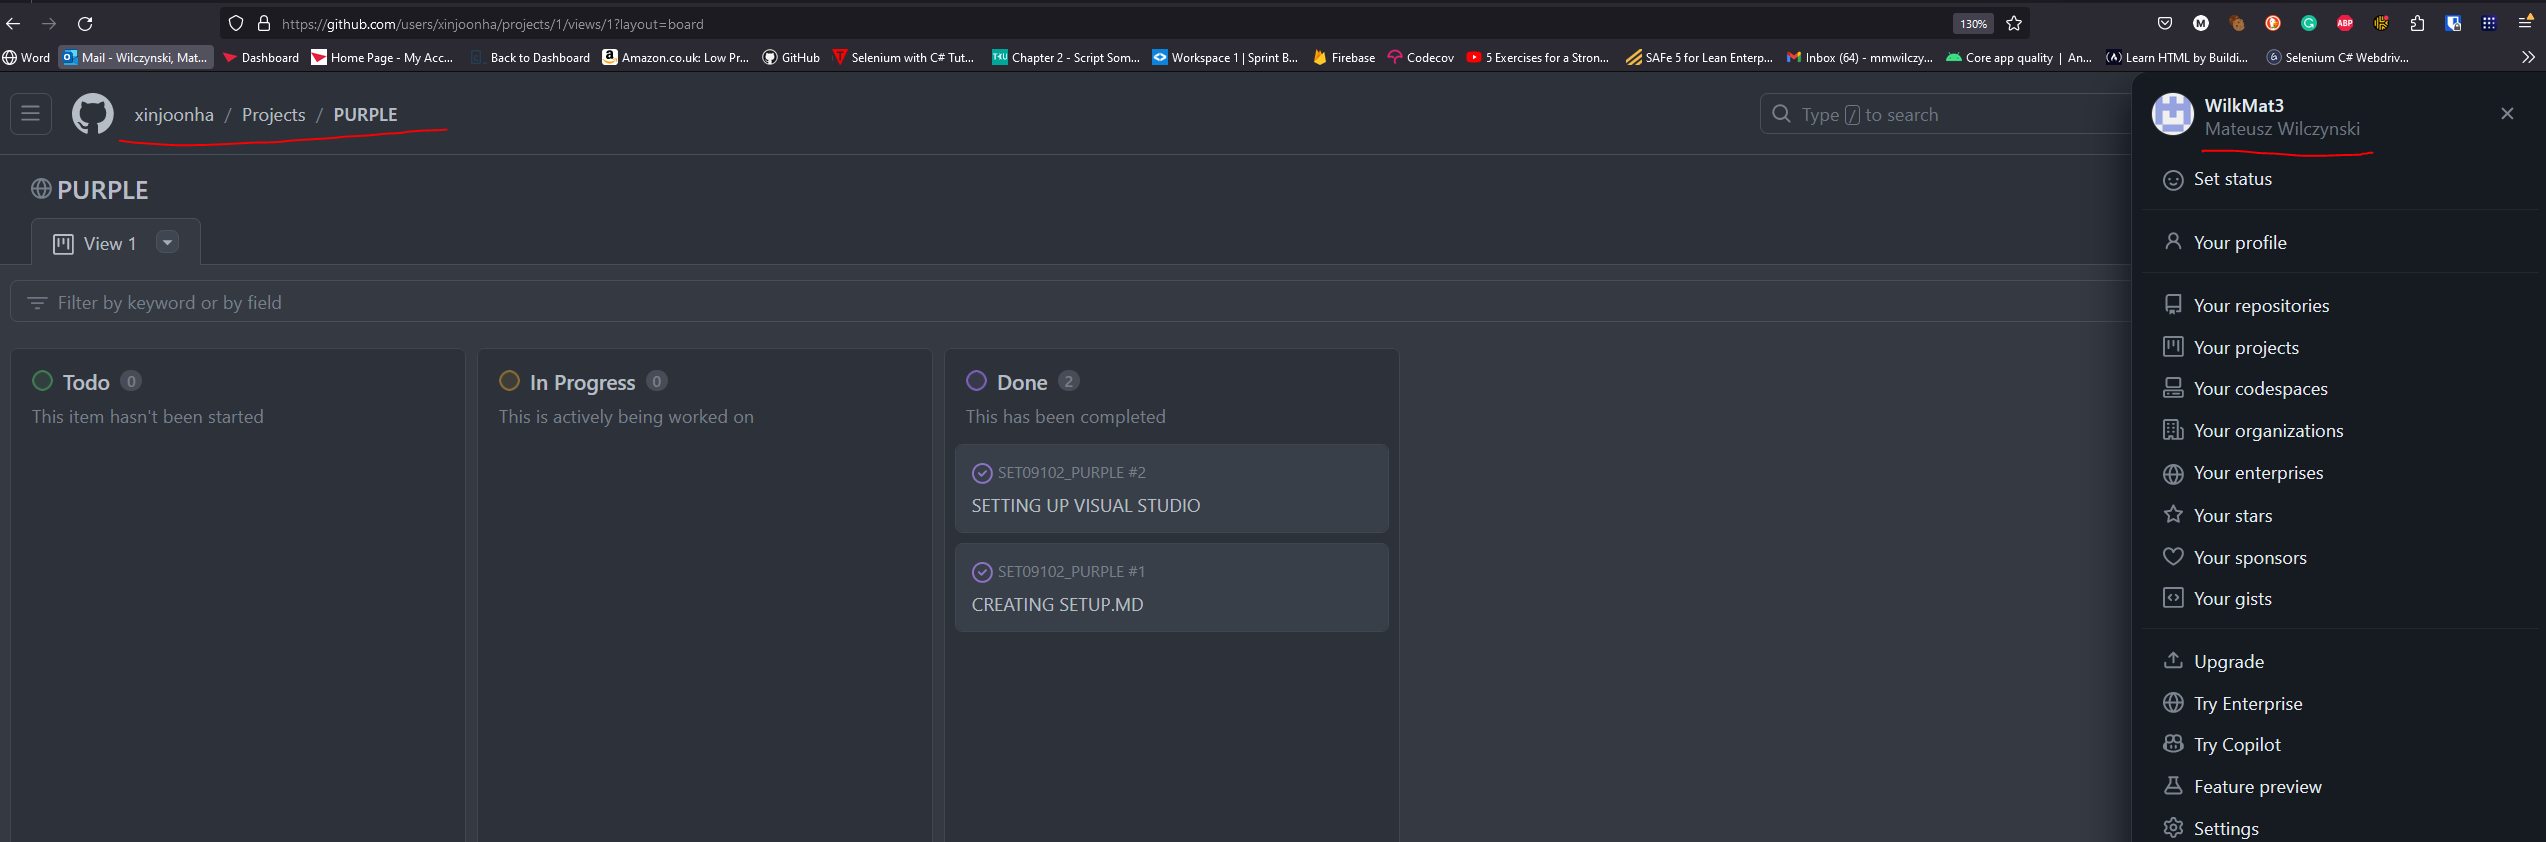 https://github.com/users/xinjoonha/projects/1/views/1?layout=board
130%
Word
Mail - Wilczynski, Mat...
Dashboard
Home Page - My Acc...
Back to Dashboard
Amazon.co.uk: Low Pr...
GitHub
Selenium with C# Tut...
Chapter 2 - Script Som...
Workspace 1 | Sprint B...
Firebase
Codecov
5 Exercises for a Stron...
SAFe 5 for Lean Enterp...
Inbox (64) - mmwilczy...
Core app quality | An...
Learn HTML by Buildi...
Selenium C# Webdriv...
xinjoonha / Projects / PURPLE
Type / to search
WilkMat3
Mateusz Wilczynski
PURPLE
View 1
Filter by keyword or by field
Todo 0
This item hasn't been started
In Progress 0
This is actively being worked on
Done 2
This has been completed
SET09102_PURPLE #2
SETTING UP VISUAL STUDIO
SET09102_PURPLE #1
CREATING SETUP.MD
Set status
Your profile
Your repositories
Your projects
Your codespaces
Your organizations
Your enterprises
Your stars
Your sponsors
Your gists
Upgrade
Try Enterprise
Try Copilot
Feature preview
Settings